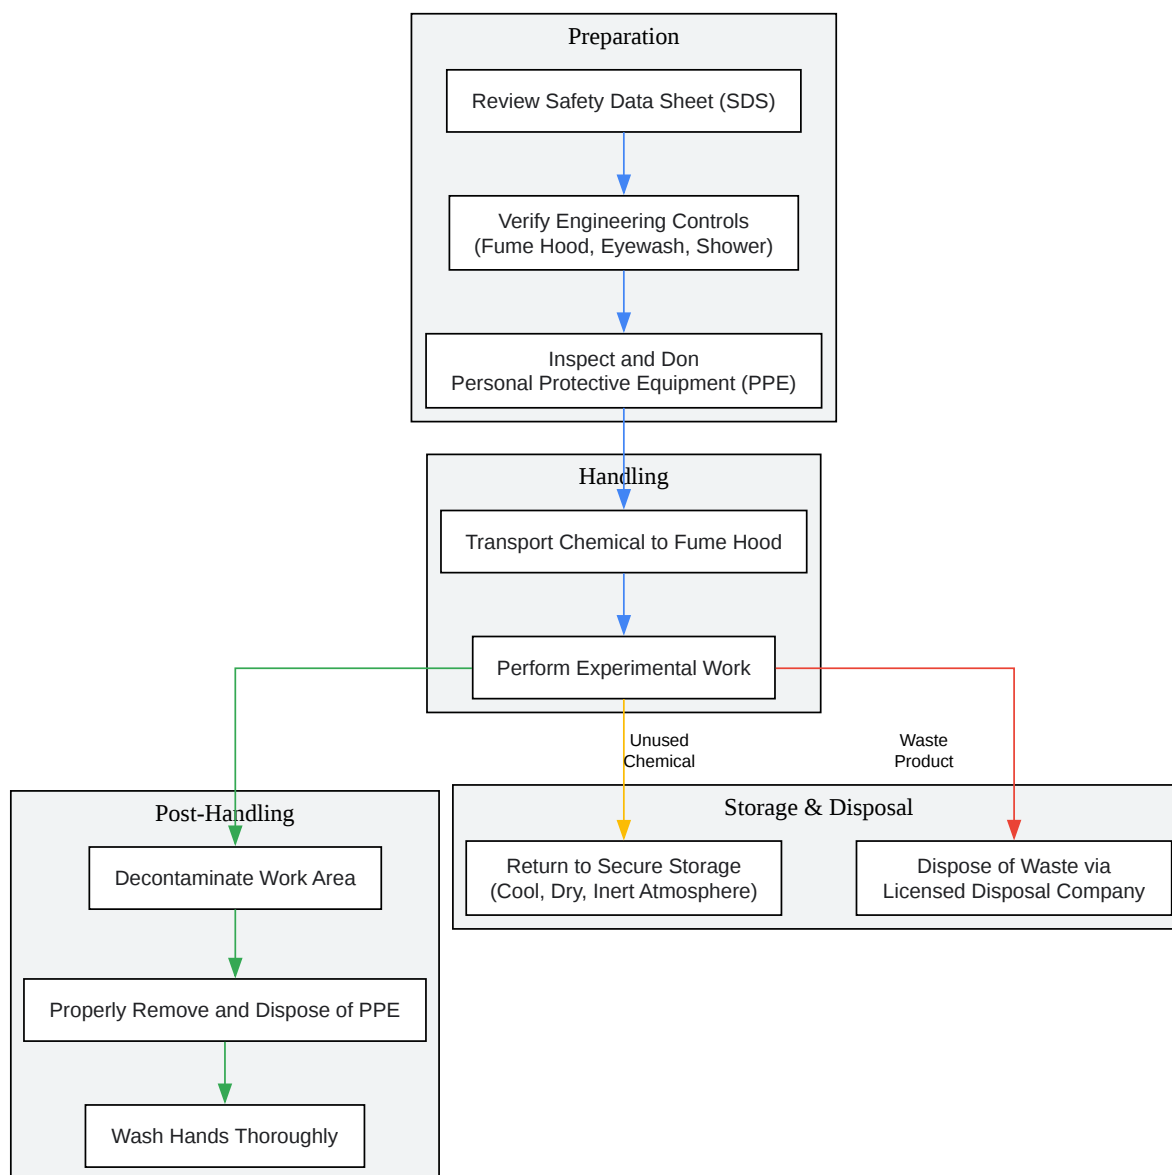 Preparation
Review Safety Data Sheet (SDS)
Verify Engineering Controls
(Fume Hood, Eyewash, Shower)
Inspect and Don
Personal Protective Equipment (PPE)
Handling
Transport Chemical to Fume Hood
Perform Experimental Work
Unused
Chemical
Waste
Product
Post-Handling
Decontaminate Work Area
Properly Remove and Dispose of PPE
Wash Hands Thoroughly
Storage & Disposal
Return to Secure Storage
(Cool, Dry, Inert Atmosphere)
Dispose of Waste via
Licensed Disposal Company